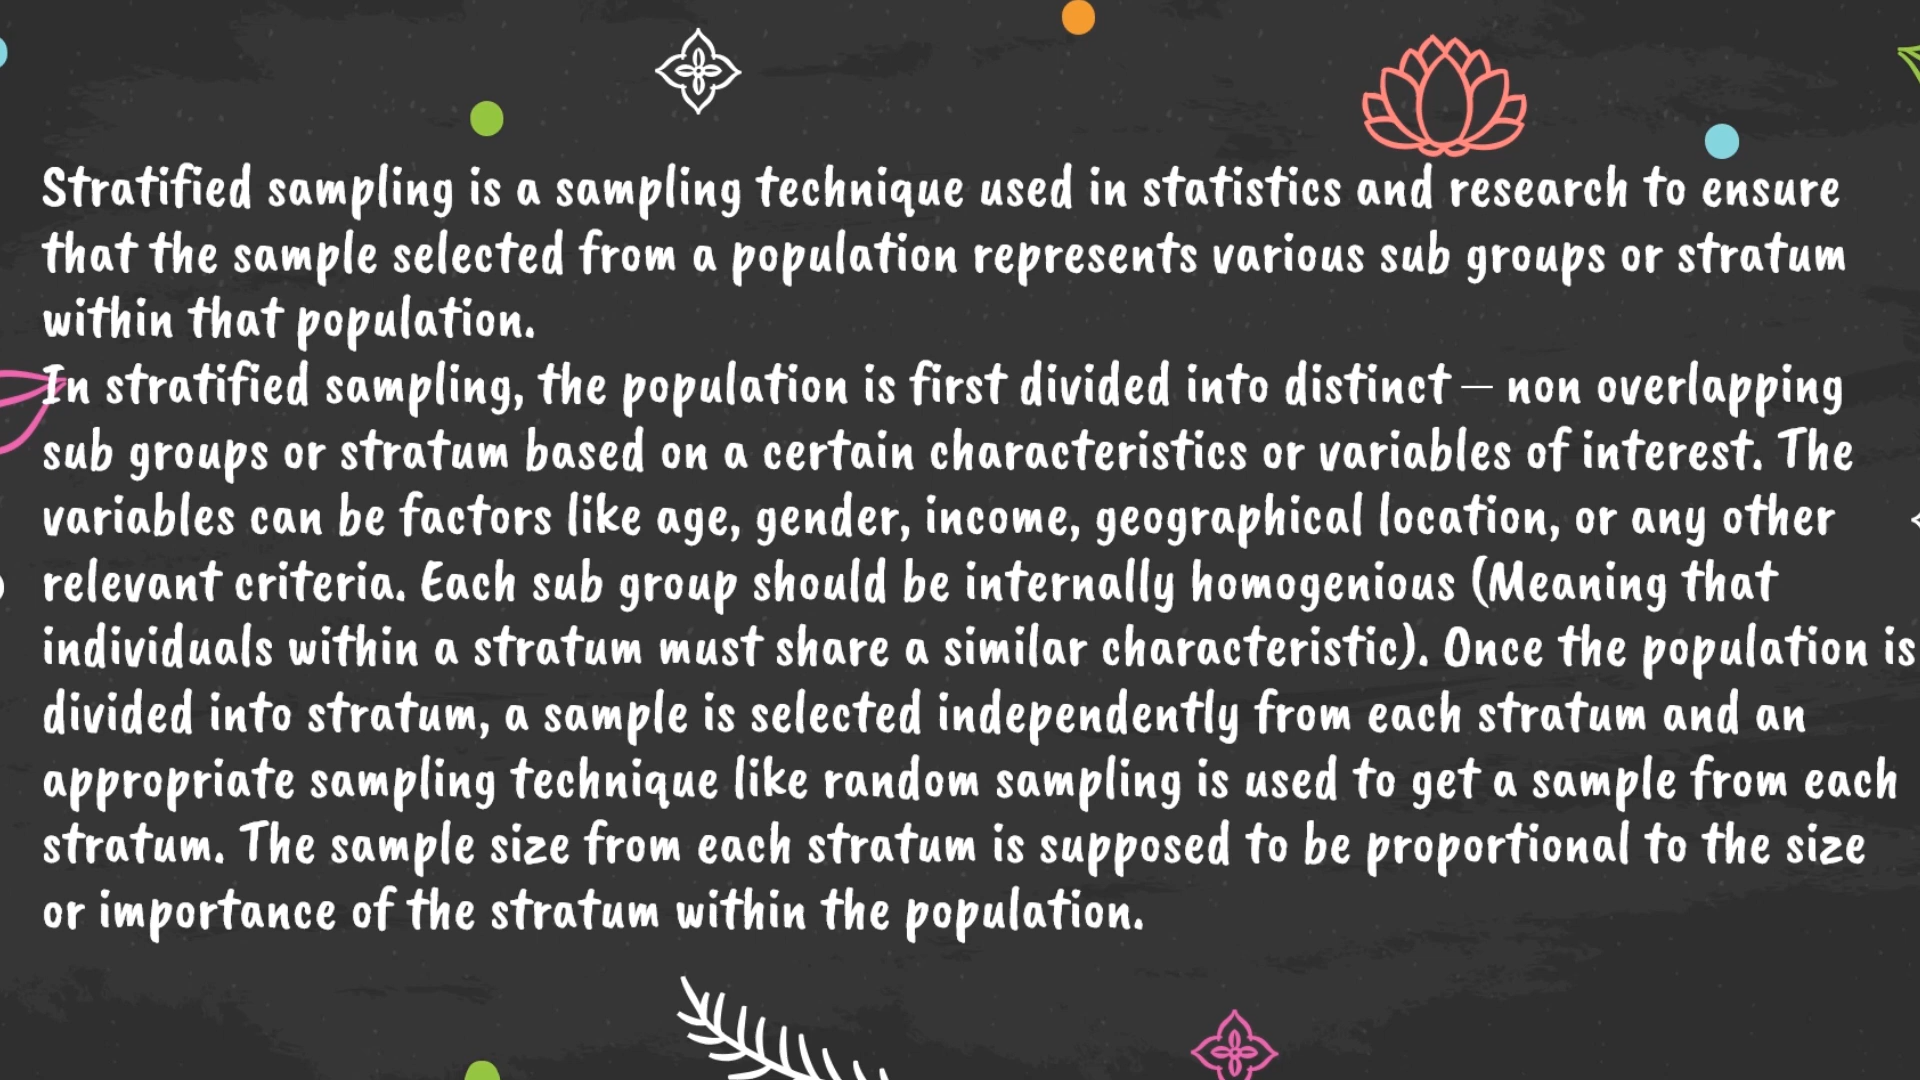 Stratified sampling is a sampling technique used in statistics and research to ensure
that the sample selected from a population represents various sub groups or stratum
within that population.
In stratified sampling, the population is first divided into distinct – non overlapping
sub groups or stratum based on a certain characteristics or variables of interest. The
variables can be factors like age, gender, income, geographical location, or any other
relevant criteria. Each sub group should be internally homogenious (Meaning that
individuals within a stratum must share a similar characteristic). Once the population is
divided into stratum, a sample is selected independently from each stratum and an
appropriate sampling technique like random sampling is used to get a sample from each
stratum. The sample size from each stratum is supposed to be proportional to the size
or importance of the stratum within the population.